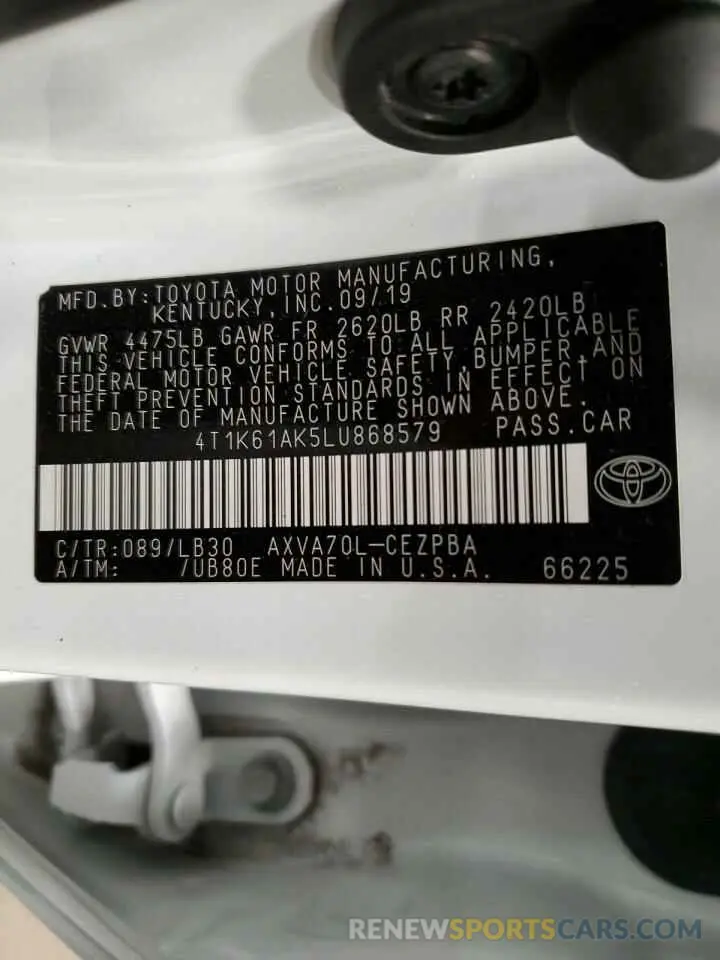 MFD. BY: TOYOTA MOTOR MANUFACTURING,
KENTUCKY, INC. 09/19
GVWR 4475LB GAWR FR 2620LB RR 2420LB
THIS VEHICLE CONFORMS TO ALL APPLICABLE
FEDERAL MOTOR VEHICLE SAFETY, BUMPER, AND
THEFT PREVENTION STANDARDS IN EFFECT ON
THE DATE OF MANUFACTURE SHOWN ABOVE.
4T1K61AK5LU868579 PASS. CAR
C/TR: 089/LB30 AXVA70L-CEZPBA
A/TM: /UB80E MADE IN U.S.A. 66225
RENEWSPORTSCARS.COM